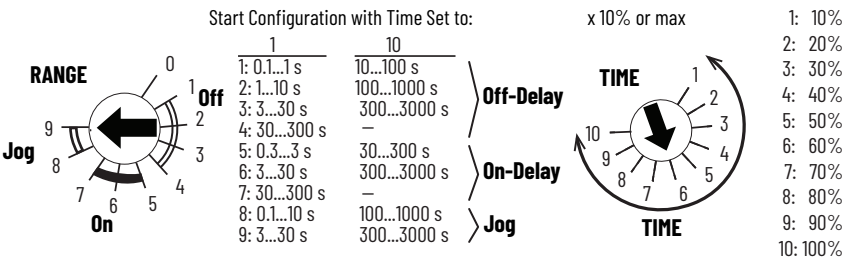 Start Configuration with Time Set to:
1 10
1: 0.1...1 s 10...100 s
2: 1...10 s 100...1000 s
3: 3...30 s 300...3000 s
4: 30...300 s –
Off-Delay
5: 0.3...3 s 30...300 s
6: 3...30 s 300...3000 s
7: 30...300 s –
On-Delay
8: 0.1...10 s 100...1000 s
9: 3...30 s 300...3000 s
Jog
RANGE
0
1
Off
2
3
4
5
6
7
On
8
9
Jog
x 10% or max
TIME
1
2
3
4
5
6
7
8
9
10
TIME
1: 10%
2: 20%
3: 30%
4: 40%
5: 50%
6: 60%
7: 70%
8: 80%
9: 90%
10: 100%